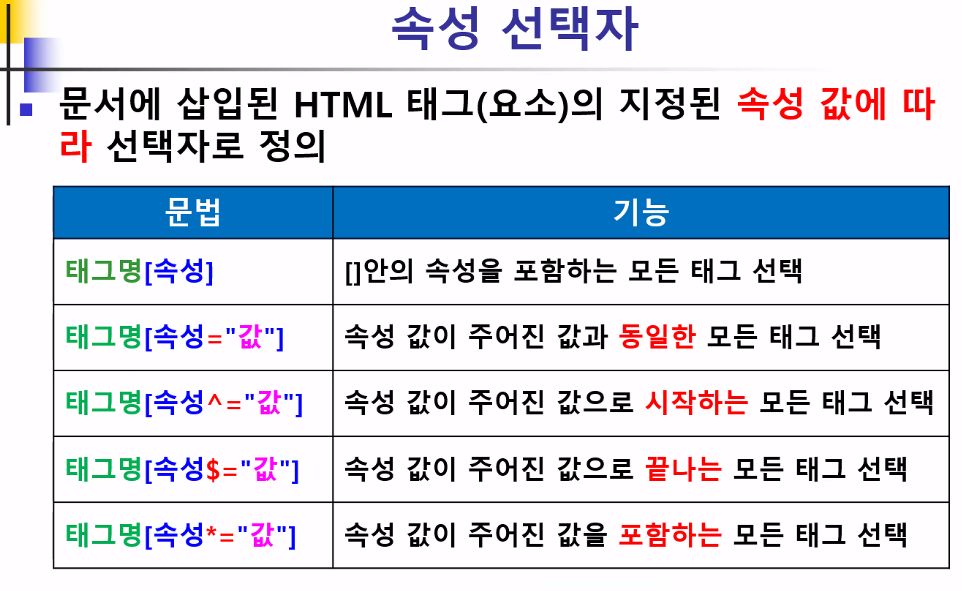 속성 선택자
문서에 삽입된 HTML 태그(요소)의 지정된 속성 값에 따
라 선택자로 정의
문법 기능
태그명[속성] []안의 속성을 포함하는 모든 태그 선택
태그명[속성="값"] 속성 값이 주어진 값과 동일한 모든 태그 선택
태그명[속성^="값"] 속성 값이 주어진 값으로 시작하는 모든 태그 선택
태그명[속성$="값"] 속성 값이 주어진 값으로 끝나는 모든 태그 선택
태그명[속성*="값"] 속성 값이 주어진 값을 포함하는 모든 태그 선택